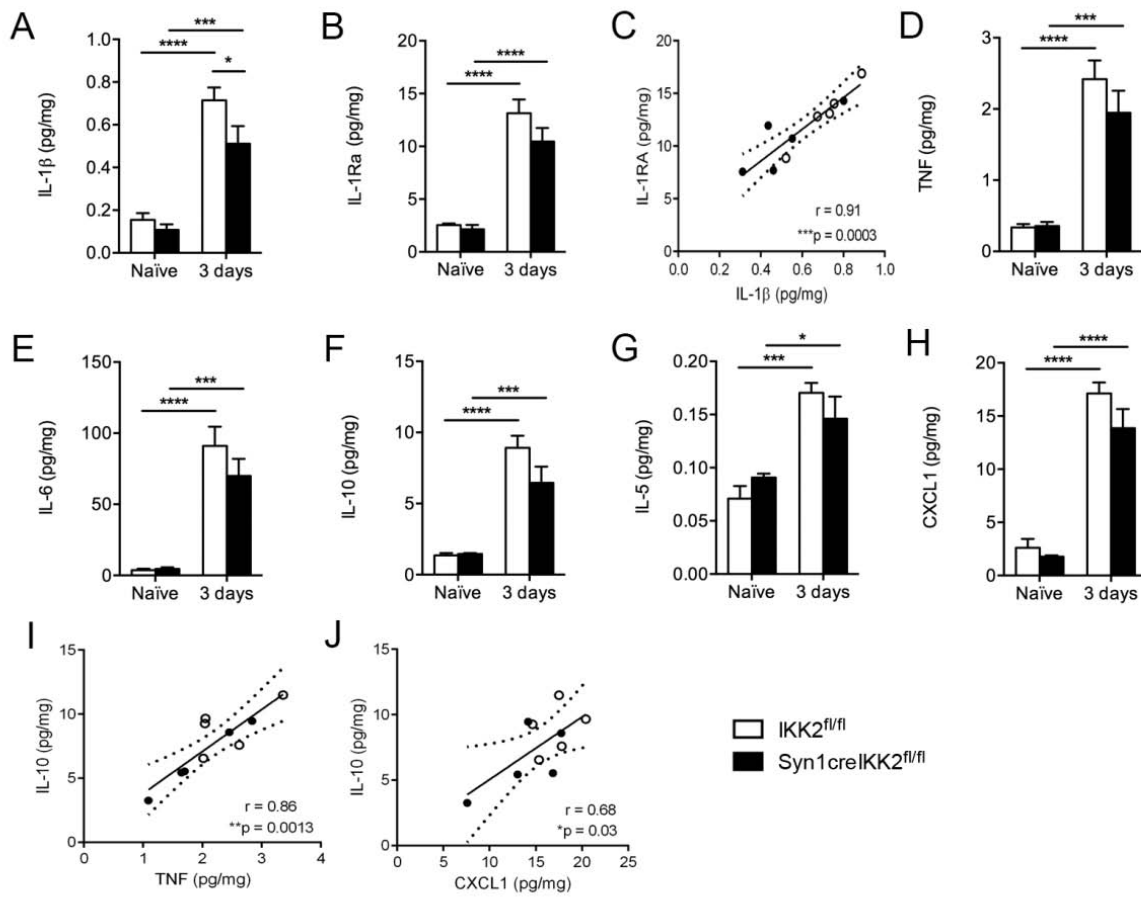 A
***
****
*
1.0
0.8
0.6
0.4
0.2
0.0
IL-1β (pg/mg)
Naïve 3 days
B
***
****
20
15
10
5
0
IL-1Ra (pg/mg)
Naïve 3 days
C
20
15
10
5
0
IL-1RA (pg/mg)
r = 0.91
***p = 0.0003
0.0 0.2 0.4 0.6 0.8 1.0
IL-1β (pg/mg)
D
***
****
3
2
1
0
TNF (pg/mg)
Naïve 3 days
E
***
****
150
100
50
0
IL-6 (pg/mg)
Naïve 3 days
F
***
****
15
10
5
0
IL-10 (pg/mg)
Naïve 3 days
G
*
***
0.20
0.15
0.10
0.05
0.00
IL-5 (pg/mg)
Naïve 3 days
H
****
****
20
15
10
5
0
CXCL1 (pg/mg)
Naïve 3 days
I
15
10
5
0
IL-10 (pg/mg)
r = 0.86
**p = 0.0013
0 1 2 3 4
TNF (pg/mg)
J
15
10
5
0
IL-10 (pg/mg)
r = 0.68
*p = 0.03
0 5 10 15 20 25
CXCL1 (pg/mg)
IKK2fl/fl
Syn1creIKK2fl/fl